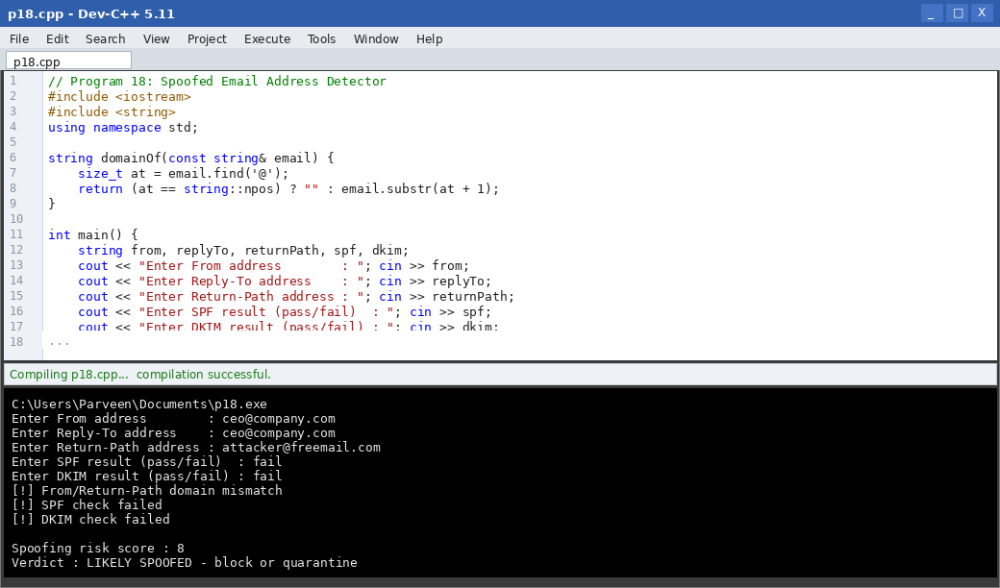 p18.cpp - Dev-C++ 5.11
_ □ X
File Edit Search View Project Execute Tools Window Help
p18.cpp
1 // Program 18: Spoofed Email Address Detector
2 #include <iostream>
3 #include <string>
4 using namespace std;
5
6 string domainOf(const string& email) {
7     size_t at = email.find('@');
8     return (at == string::npos) ? "" : email.substr(at + 1);
9 }
10
11 int main() {
12     string from, replyTo, returnPath, spf, dkim;
13     cout << "Enter From address        : "; cin >> from;
14     cout << "Enter Reply-To address    : "; cin >> replyTo;
15     cout << "Enter Return-Path address : "; cin >> returnPath;
16     cout << "Enter SPF result (pass/fail)  : "; cin >> spf;
17     cout << "Enter DKIM result (pass/fail) : "; cin >> dkim;
18 ...
Compiling p18.cpp...  compilation successful.
C:\Users\Parveen\Documents\p18.exe
Enter From address        : ceo@company.com
Enter Reply-To address    : ceo@company.com
Enter Return-Path address : attacker@freemail.com
Enter SPF result (pass/fail)  : fail
Enter DKIM result (pass/fail) : fail
[!] From/Return-Path domain mismatch
[!] SPF check failed
[!] DKIM check failed

Spoofing risk score : 8
Verdict : LIKELY SPOOFED - block or quarantine